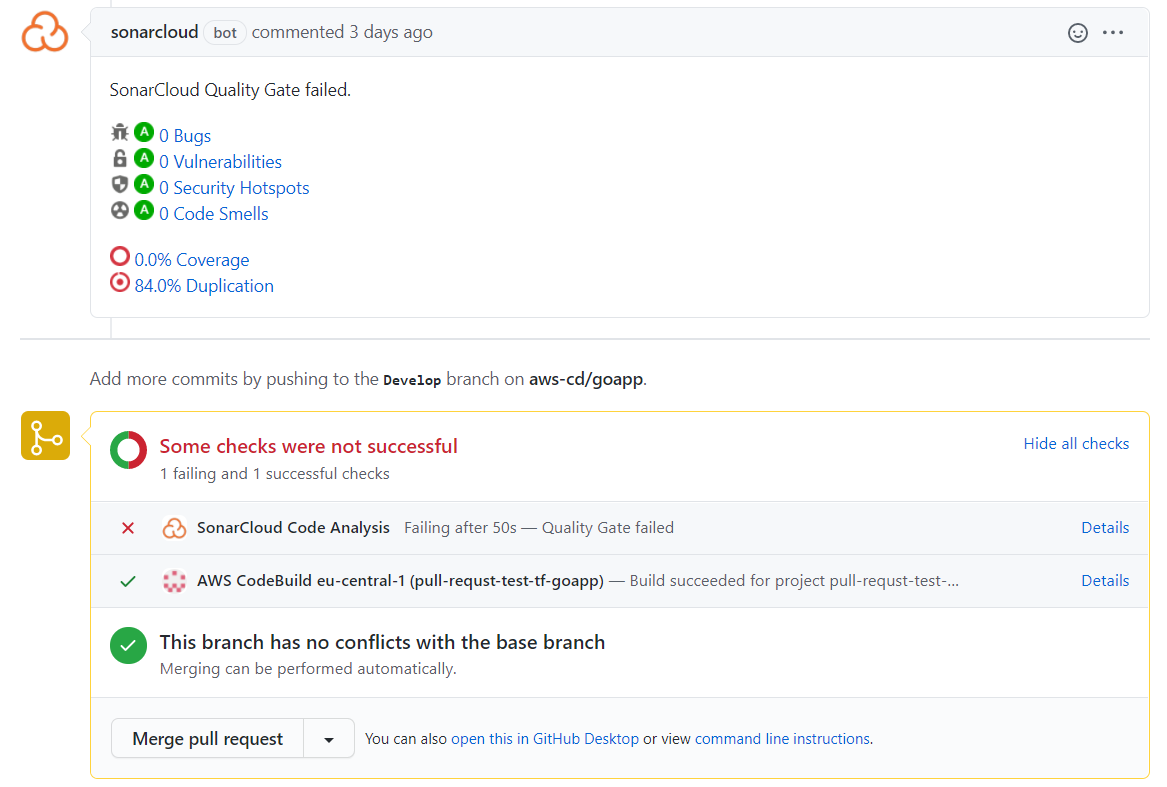 sonarcloud bot commented 3 days ago
SonarCloud Quality Gate failed.
A 0 Bugs
A 0 Vulnerabilities
A 0 Security Hotspots
A 0 Code Smells
0.0% Coverage
84.0% Duplication
Add more commits by pushing to the Develop branch on aws-cd/goapp.
Some checks were not successful
Hide all checks
1 failing and 1 successful checks
SonarCloud Code Analysis Failing after 50s — Quality Gate failed Details
AWS CodeBuild eu-central-1 (pull-requst-test-tf-goapp) — Build succeeded for project pull-requst-test-... Details
This branch has no conflicts with the base branch
Merging can be performed automatically.
Merge pull request You can also open this in GitHub Desktop or view command line instructions.